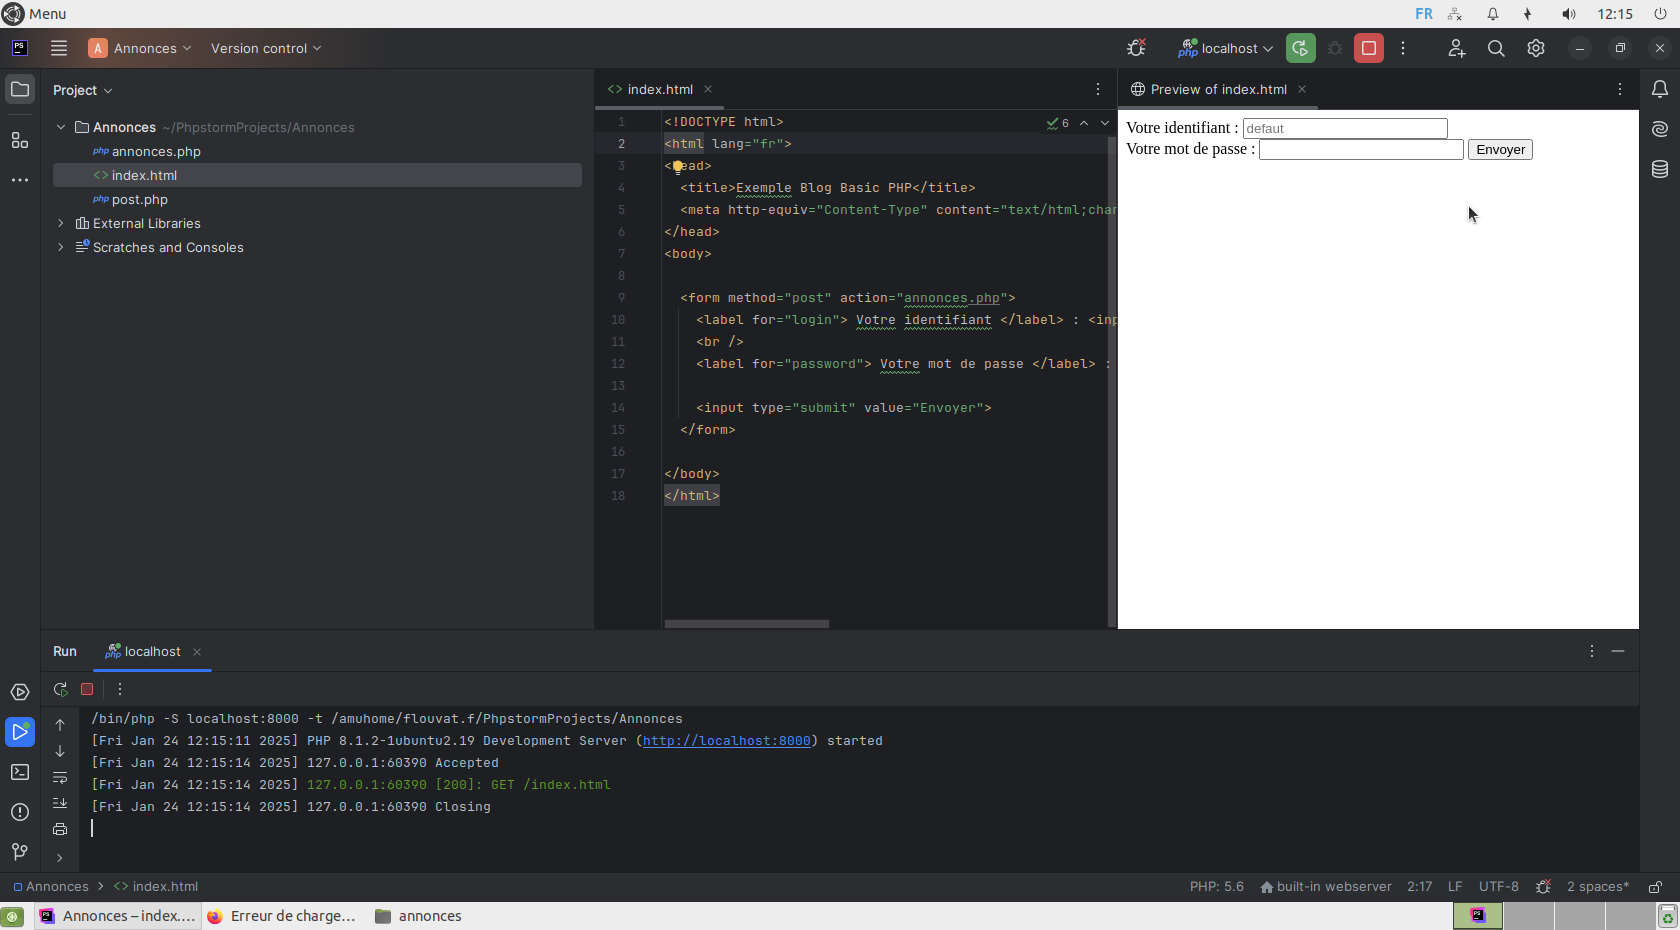 Menu
FR
12:15
PS
A Annonces
Version control
php localhost
Project
index.html
Preview of index.html
Annonces ~/PhpstormProjects/Annonces
php annonces.php
<> index.html
php post.php
External Libraries
Scratches and Consoles
6
1 <!DOCTYPE html>
2 <html lang="fr">
3 <head>
4 <title>Exemple Blog Basic PHP</title>
5 <meta http-equiv="Content-Type" content="text/html;char
6 </head>
7 <body>
8
9 <form method="post" action="annonces.php">
10 <label for="login"> Votre identifiant </label> : <inp
11 <br />
12 <label for="password"> Votre mot de passe </label> :
13
14 <input type="submit" value="Envoyer">
15 </form>
16
17 </body>
18 </html>
Votre identifiant : defaut
Votre mot de passe : Envoyer
Run
php localhost
/bin/php -S localhost:8000 -t /amuhome/flouvat.f/PhpstormProjects/Annonces
[Fri Jan 24 12:15:11 2025] PHP 8.1.2-1ubuntu2.19 Development Server (http://localhost:8000) started
[Fri Jan 24 12:15:14 2025] 127.0.0.1:60390 Accepted
[Fri Jan 24 12:15:14 2025] 127.0.0.1:60390 [200]: GET /index.html
[Fri Jan 24 12:15:14 2025] 127.0.0.1:60390 Closing
Annonces > <> index.html
PHP: 5.6 built-in webserver 2:17 LF UTF-8 2 spaces*
PS Annonces – index....
Erreur de charge...
annonces
PS